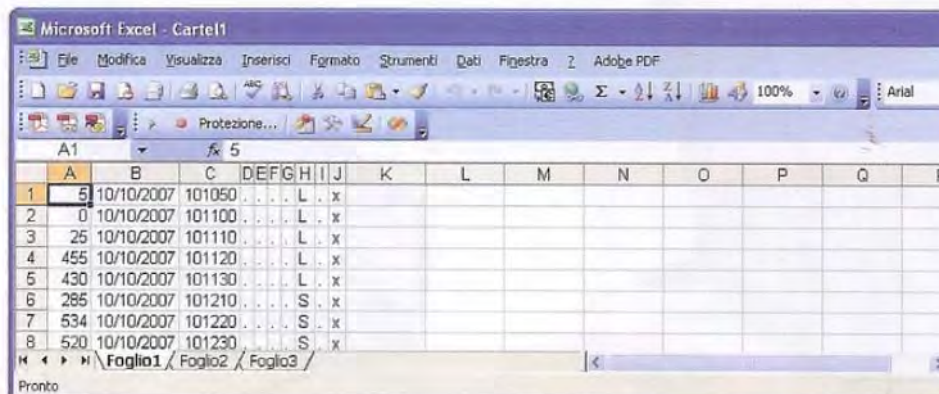 Microsoft Excel - Cartel1
File Modifica Visualizza Inserisci Formato Strumenti Dati Finestra ? Adobe PDF
ABC Σ 100% Arial
Protezione...
A1 fx 5
A B C D E F G H I J K L M N O P Q
1 5 10/10/2007 101050 . . . . L . x
2 0 10/10/2007 101100 . . . . L . x
3 25 10/10/2007 101110 . . . . L . x
4 455 10/10/2007 101120 . . . . L . x
5 430 10/10/2007 101130 . . . . L . x
6 285 10/10/2007 101210 . . . . S . x
7 534 10/10/2007 101220 . . . . S . x
8 520 10/10/2007 101230 . . . . S . x
Foglio1 / Foglio2 / Foglio3 /
Pronto